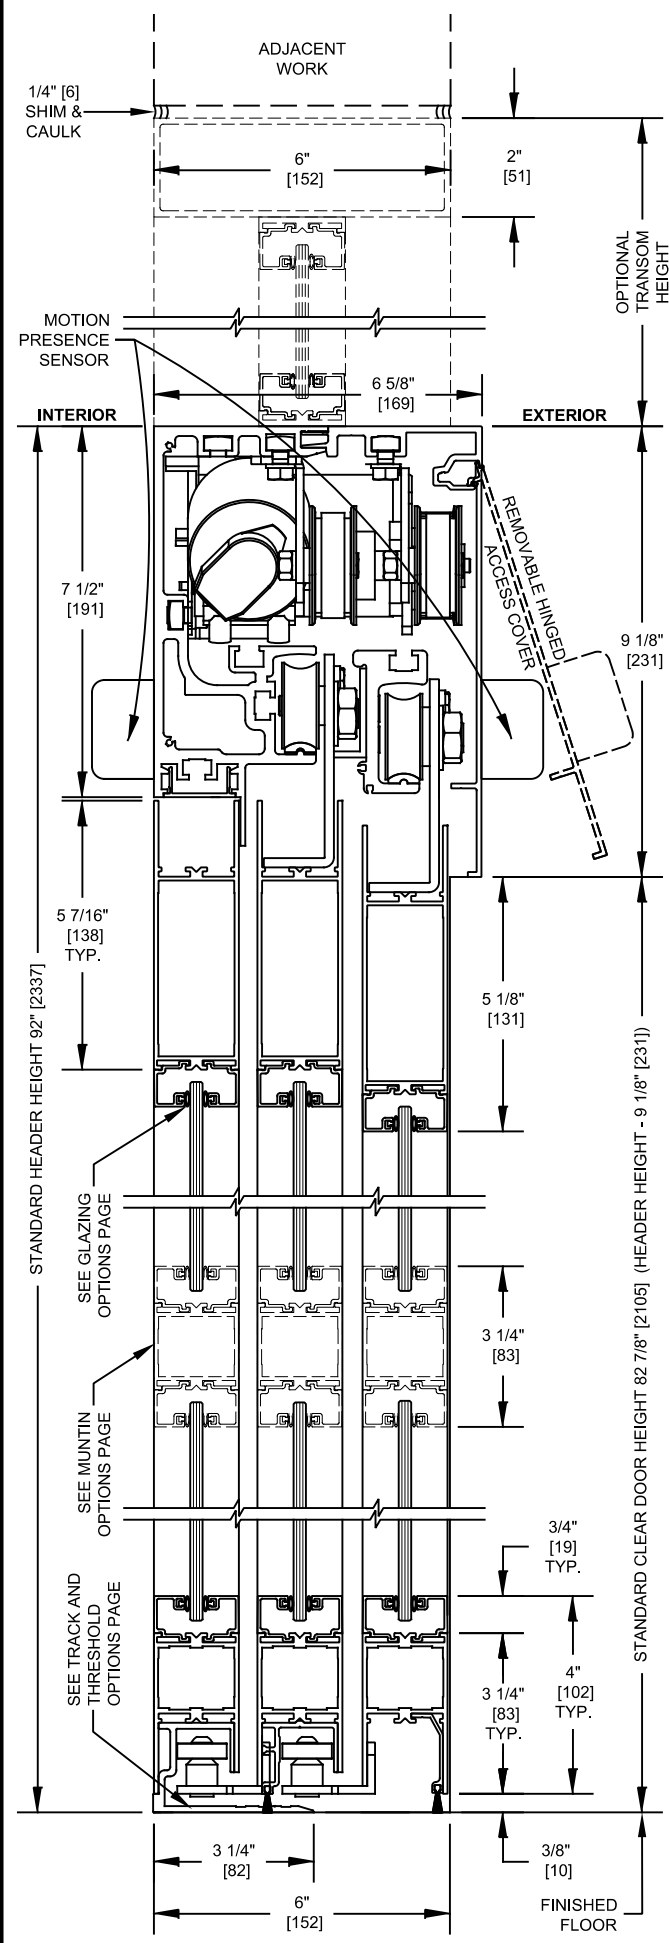 ADJACENT
WORK
1/4" [6]
SHIM &
CAULK
6"
[152]
2"
[51]
OPTIONAL
TRANSOM
HEIGHT
MOTION
PRESENCE
SENSOR
6 5/8"
[169]
INTERIOR
EXTERIOR
REMOVABLE HINGED
ACCESS COVER
7 1/2"
[191]
9 1/8"
[231]
5 7/16"
[138]
TYP.
5 1/8"
[131]
STANDARD HEADER HEIGHT 92" [2337]
STANDARD CLEAR DOOR HEIGHT 82 7/8" [2105] (HEADER HEIGHT - 9 1/8" [231])
SEE GLAZING
OPTIONS PAGE
3 1/4"
[83]
SEE MUNTIN
OPTIONS PAGE
3/4"
[19]
TYP.
SEE TRACK AND
THRESHOLD
OPTIONS PAGE
3 1/4"
[83]
TYP.
4"
[102]
TYP.
3 1/4"
[82]
3/8"
[10]
6"
[152]
FINISHED
FLOOR